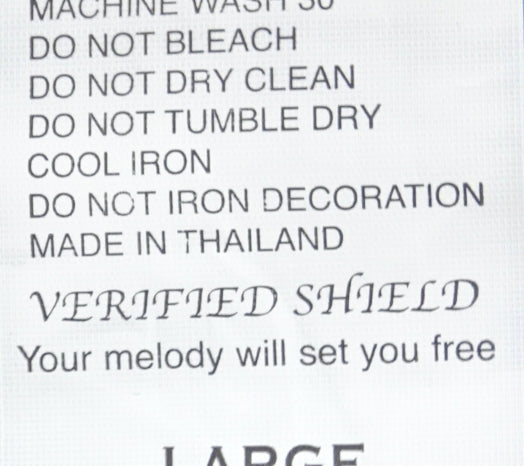 MACHINE WASH 30
DO NOT BLEACH
DO NOT DRY CLEAN
DO NOT TUMBLE DRY
COOL IRON
DO NOT IRON DECORATION
MADE IN THAILAND
VERIFIED SHIELD
Your melody will set you free
LARGE